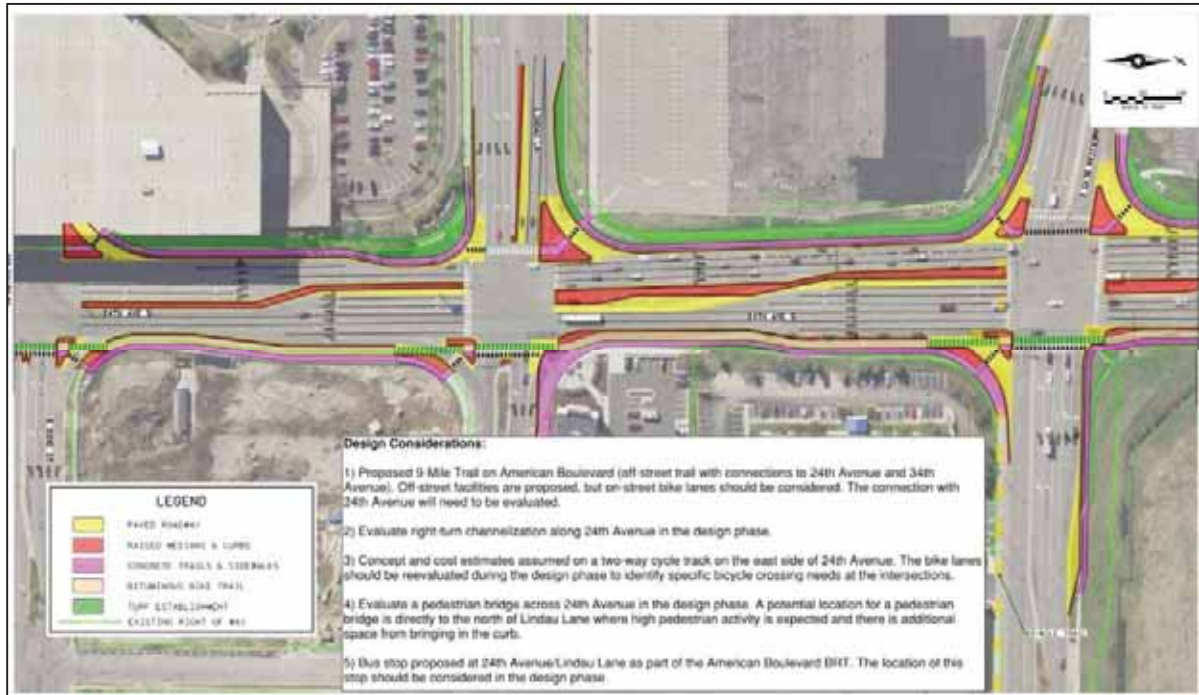 24TH AVE S
24TH AVE S
Design Considerations:
1) Proposed 9 Mile Trail on American Boulevard (off-street trail with connections to 24th Avenue and 34th
Avenue). Off-street facilities are proposed, but on-street bike lanes should be considered. The connection with
24th Avenue will need to be evaluated.
2) Evaluate right-turn channelization along 24th Avenue in the design phase.
3) Concept and cost estimates assumed on a two-way cycle track on the east side of 24th Avenue. The bike lanes
should be reevaluated during the design phase to identify specific bicycle crossing needs at the intersections.
4) Evaluate a pedestrian bridge across 24th Avenue in the design phase. A potential location for a pedestrian
bridge is directly to the north of Lindau Lane where high pedestrian activity is expected and there is additional
space from bringing in the curb.
5) Bus stop proposed at 24th Avenue/Lindau Lane as part of the American Boulevard BRT. The location of this
stop should be considered in the design phase.
LEGEND
PAVED ROADWAY
RAISED MEDIANS & CURBS
CONCRETE TRAILS & SIDEWALKS
BITUMINOUS BIKE TRAIL
TURF ESTABLISHMENT
EXISTING RIGHT OF WAY